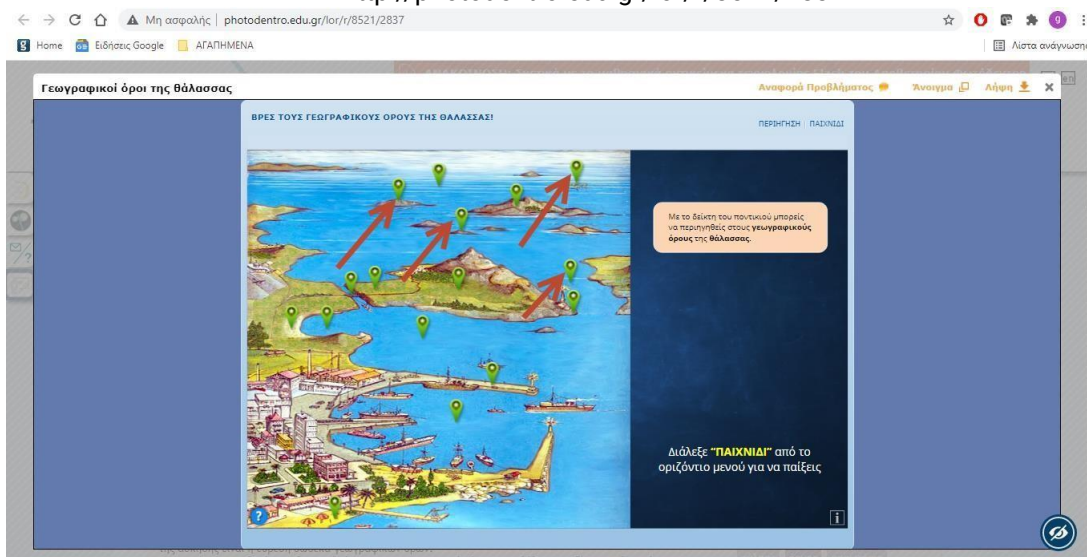 Μη ασφαλής | photodentro.edu.gr/lor/r/8521/2837
Home Ειδήσεις Google ΑΓΑΠΗΜΕΝΑ Λίστα ανάγνωσης
Γεωγραφικοί όροι της θάλασσας Αναφορά Προβλήματος Άνοιγμα Λήψη
en
ΒΡΕΣ ΤΟΥΣ ΓΕΩΓΡΑΦΙΚΟΥΣ ΟΡΟΥΣ ΤΗΣ ΘΑΛΑΣΣΑΣ!
ΠΕΡΙΗΓΗΣΗ | ΠΑΙΧΝΙΔΙ
Με το δείκτη του ποντικιού μπορείς
να περιηγηθείς στους γεωγραφικούς
όρους της θάλασσας.
Διάλεξε "ΠΑΙΧΝΙΔΙ" από το
οριζόντιο μενού για να παίξεις